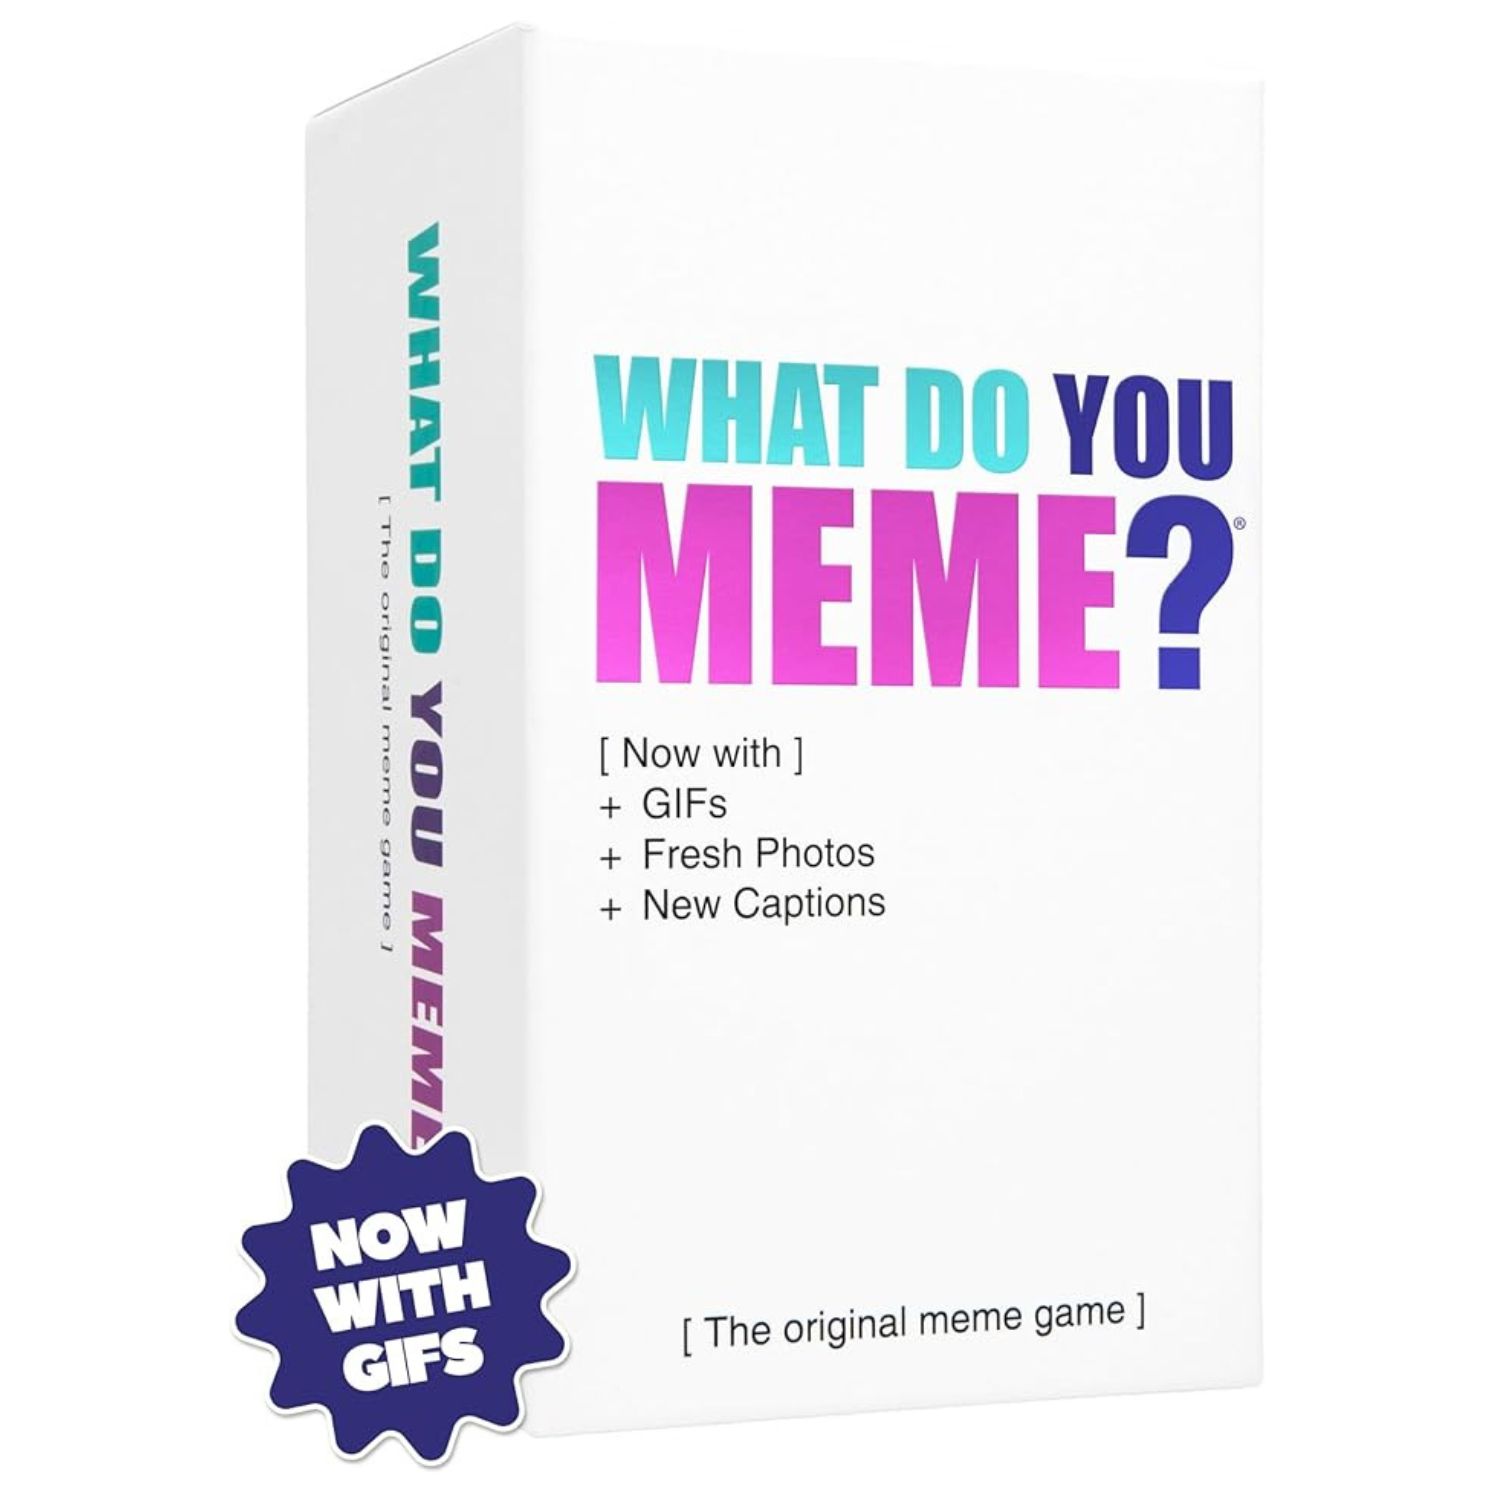 WHAT DO YOU
MEME?®
[ Now with ]
+ GIFs
+ Fresh Photos
+ New Captions
[ The original meme game ]
WHAT DO YOU MEME
[ The original meme game ]
NOW
WITH
GIFS